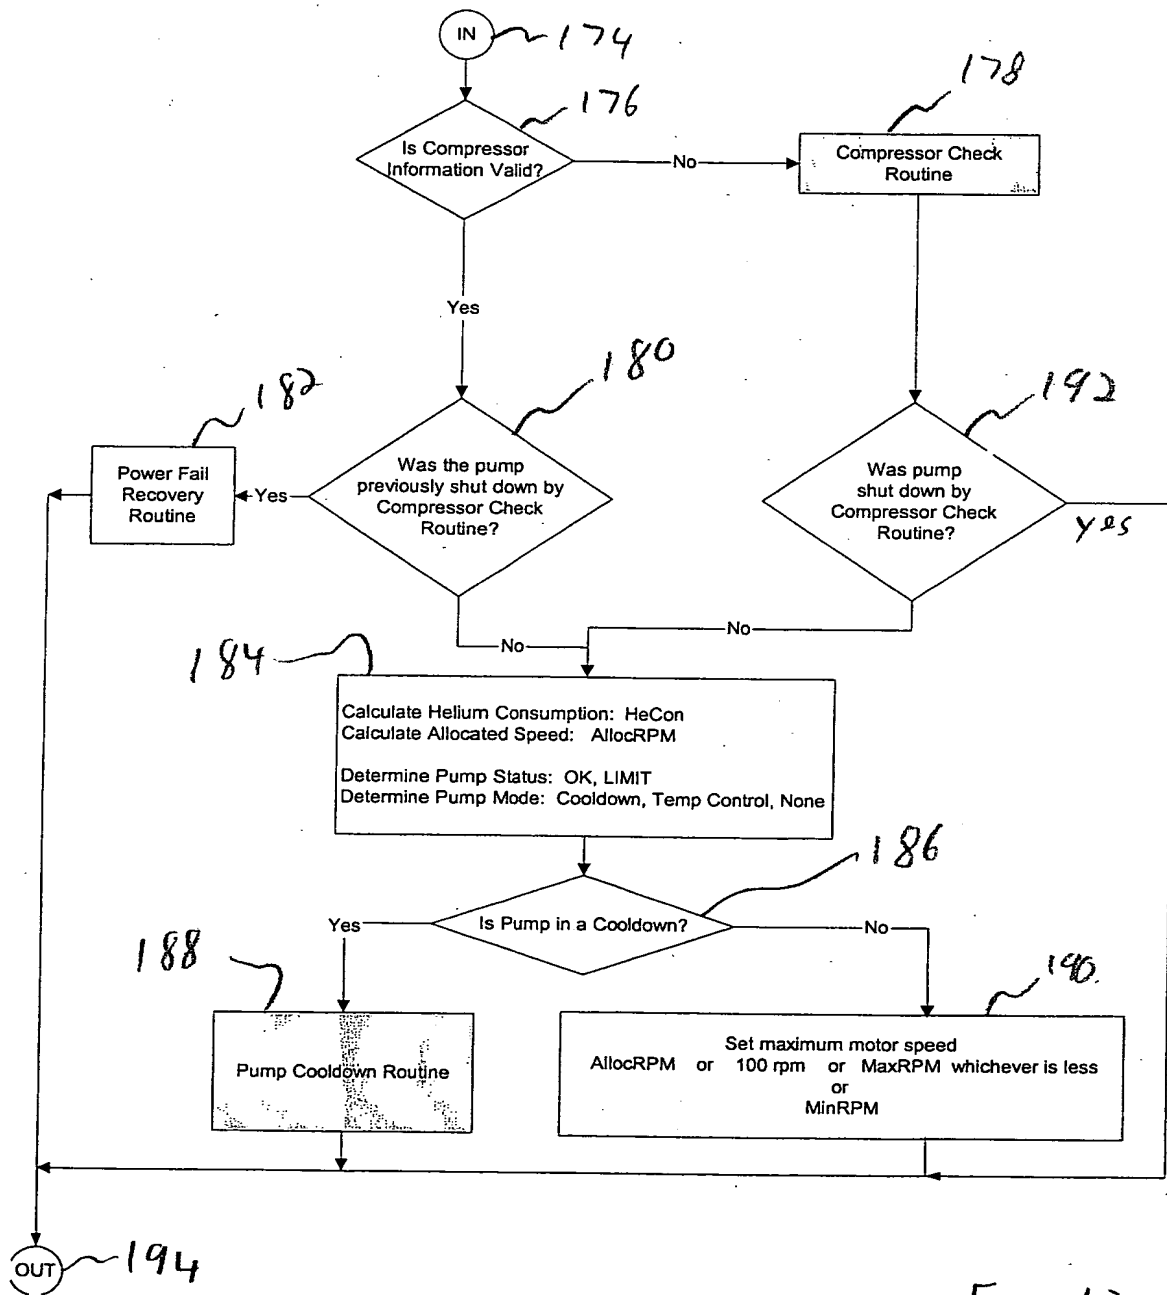 IN
174
176
Is Compressor
Information Valid?
No
178
Compressor Check
Routine
Yes
180
182
192
Power Fail
Recovery
Routine
Yes
Was the pump
previously shut down by
Compressor Check
Routine?
Was pump
shut down by
Compressor Check
Routine?
yes
No
No
184
Calculate Helium Consumption: HeCon
Calculate Allocated Speed: AllocRPM
Determine Pump Status: OK, LIMIT
Determine Pump Mode: Cooldown, Temp Control, None
186
Yes
Is Pump in a Cooldown?
No
188
190
Pump Cooldown Routine
Set maximum motor speed
AllocRPM or 100 rpm or MaxRPM whichever is less
or
MinRPM
OUT
194